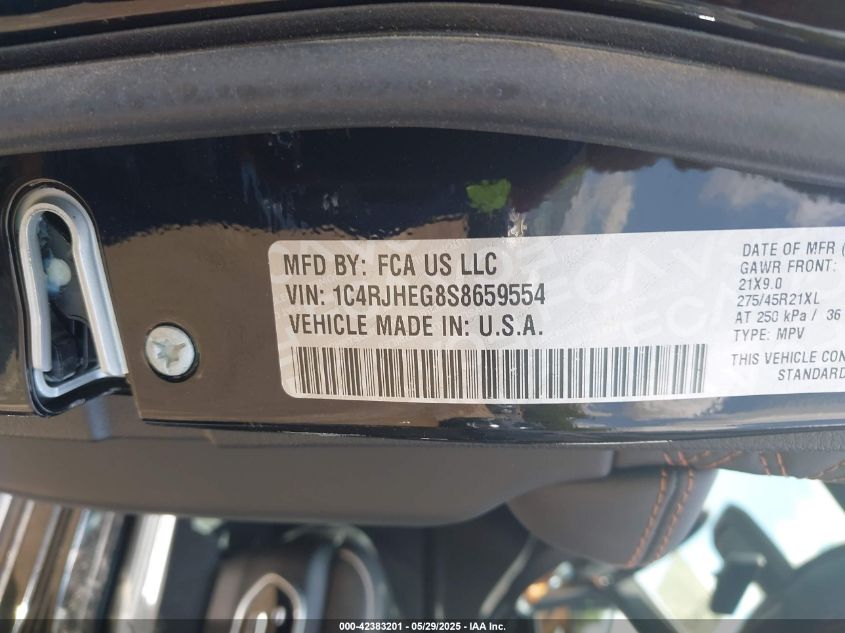 MFD BY: FCA US LLC
VIN: 1C4RJHEG8S8659554
VEHICLE MADE IN: U.S.A.
DATE OF MFR (
GAWR FRONT:
21X9.0
275/45R21XL
AT 250 kPa / 36
TYPE: MPV
THIS VEHICLE CON
STANDARD
000-42383201 - 05/29/2025 - IAA Inc.